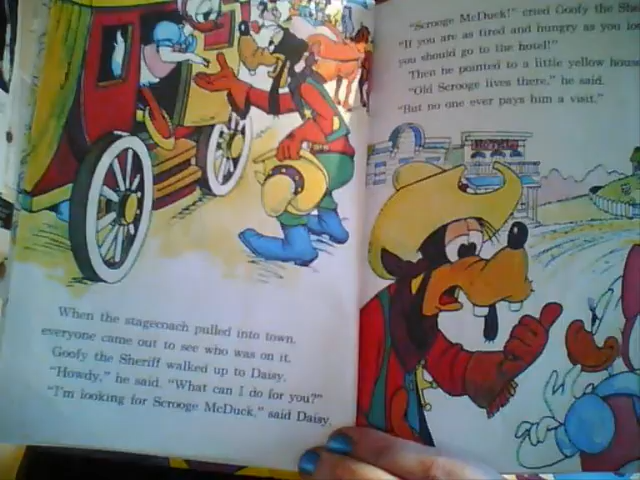 When the stagecoach pulled into town,
everyone came out to see who was on it.
Goofy the Sheriff walked up to Daisy.
"Howdy," he said. "What can I do for you?"
"I'm looking for Scrooge McDuck," said Daisy.
"Scrooge McDuck!" cried Goofy the
"If you are as tired and hungry as you
you should go to the hotel!"
Then he pointed to a little yellow
"Old Scrooge lives there," he said.
"But no one ever pays him a visit."
HOTEL